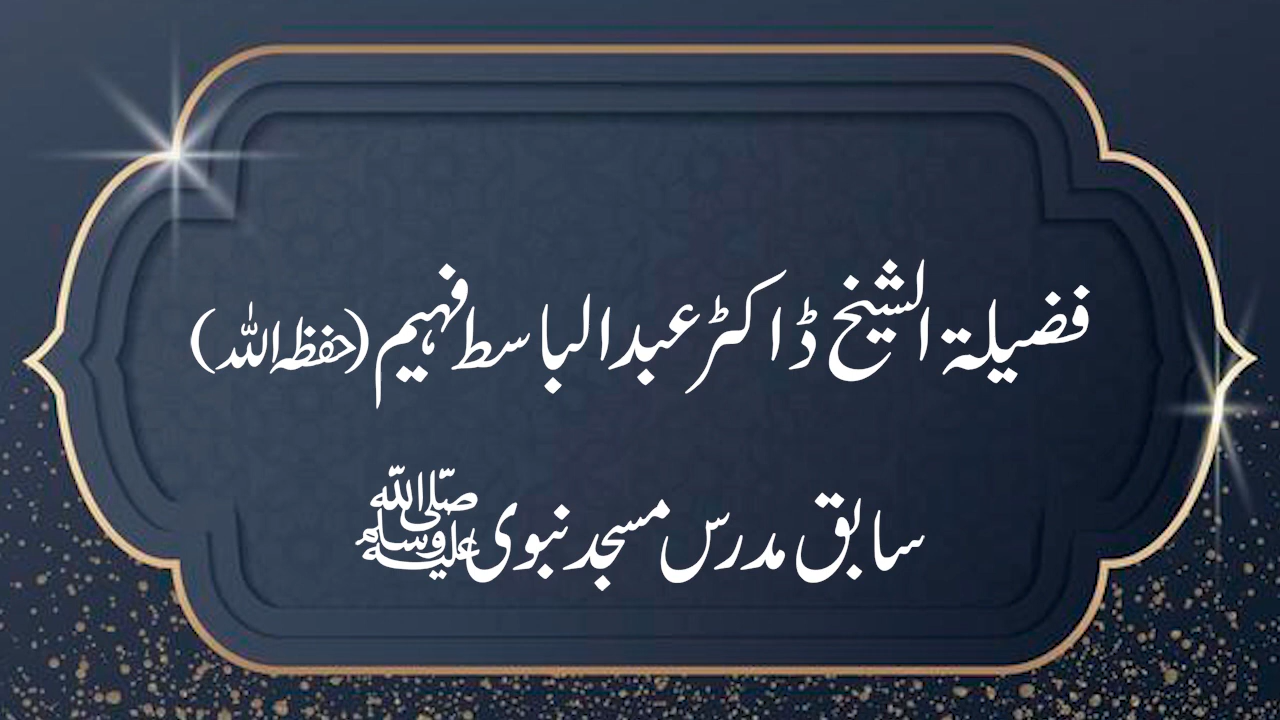 فضیلۃ الشیخ ڈاکٹر عبدالباسط فہیم (حفظہ اللہ)
سابق مدرس مسجد نبوی ﷺ